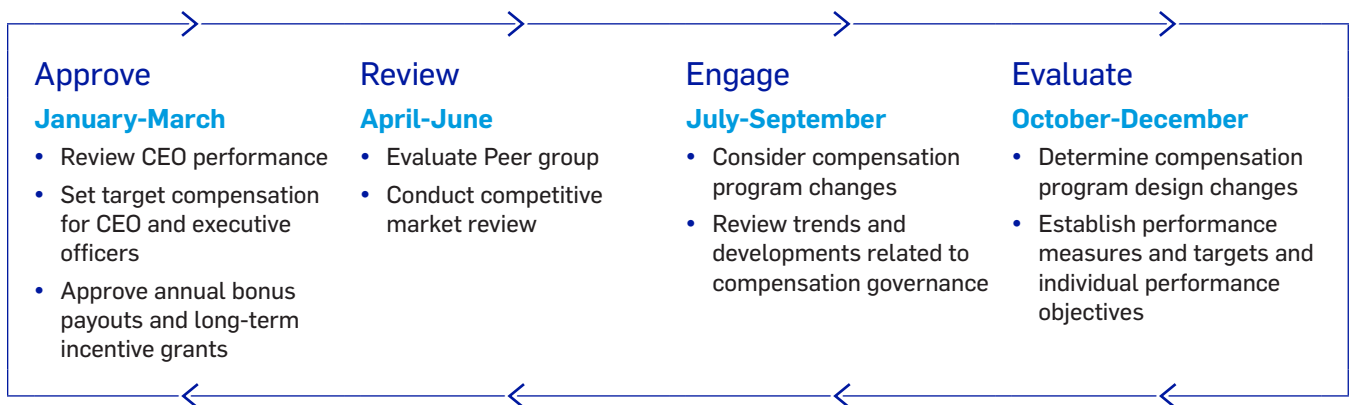 Approve
January-March
• Review CEO performance
• Set target compensation
for CEO and executive
officers
• Approve annual bonus
payouts and long-term
incentive grants
Review
April-June
• Evaluate Peer group
• Conduct competitive
market review
Engage
July-September
• Consider compensation
program changes
• Review trends and
developments related to
compensation governance
Evaluate
October-December
• Determine compensation
program design changes
• Establish performance
measures and targets and
individual performance
objectives